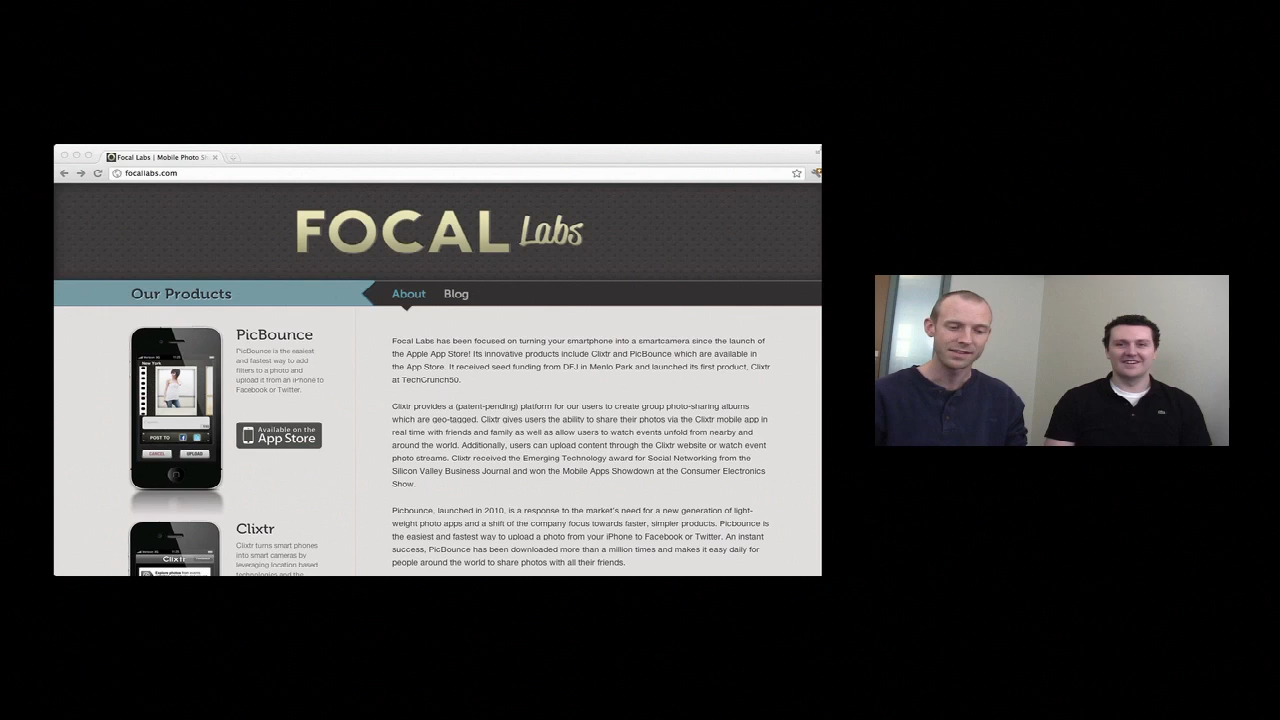 Focal Labs | Mobile Photo Sh
focallabs.com
FOCAL Labs
Our Products
About Blog
PicBounce
PicBounce is the easiest
and fastest way to add
filters to a photo and
upload it from an iPhone to
Facebook or Twitter.
New York
POST TO
CANCEL UPLOAD
Available on the
App Store
Clixtr
Clixtr turns smart phones
into smart cameras by
leveraging location based
technologies and the
Clixtr
Explore photos from events
Focal Labs has been focused on turning your smartphone into a smartcamera since the launch of
the Apple App Store! Its innovative products include Clixtr and PicBounce which are available in
the App Store. It received seed funding from DFJ in Menlo Park and launched its first product, Clixtr
at TechCrunch50.
Clixtr provides a (patent-pending) platform for our users to create group photo-sharing albums
which are geo-tagged. Clixtr gives users the ability to share their photos via the Clixtr mobile app in
real time with friends and family as well as allow users to watch events unfold from nearby and
around the world. Additionally, users can upload content through the Clixtr website or watch event
photo streams. Clixtr received the Emerging Technology award for Social Networking from the
Silicon Valley Business Journal and won the Mobile Apps Showdown at the Consumer Electronics
Show.
Picbounce, launched in 2010, is a response to the market's need for a new generation of light-
weight photo apps and a shift of the company focus towards faster, simpler products. Picbounce is
the easiest and fastest way to upload a photo from your iPhone to Facebook or Twitter. An instant
success, PicBounce has been downloaded more than a million times and makes it easy daily for
people around the world to share photos with all their friends.